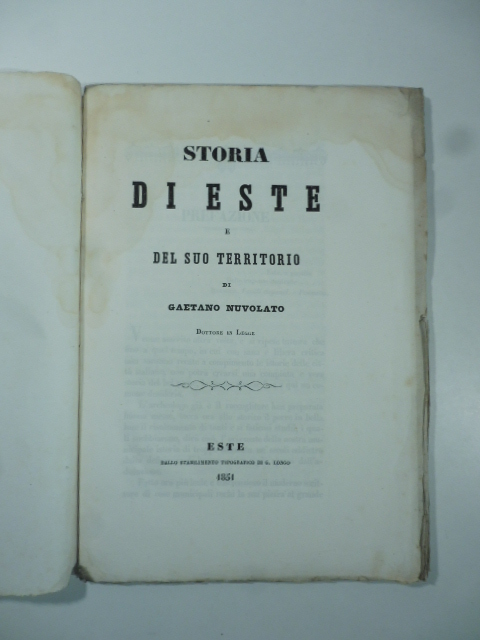 STORIA
DI ESTE
E
DEL SUO TERRITORIO
DI
GAETANO NUVOLATO
DOTTORE IN LEGGE
ESTE
DALLO STABILIMENTO TIPOGRAFICO DI G. LONGO
1851